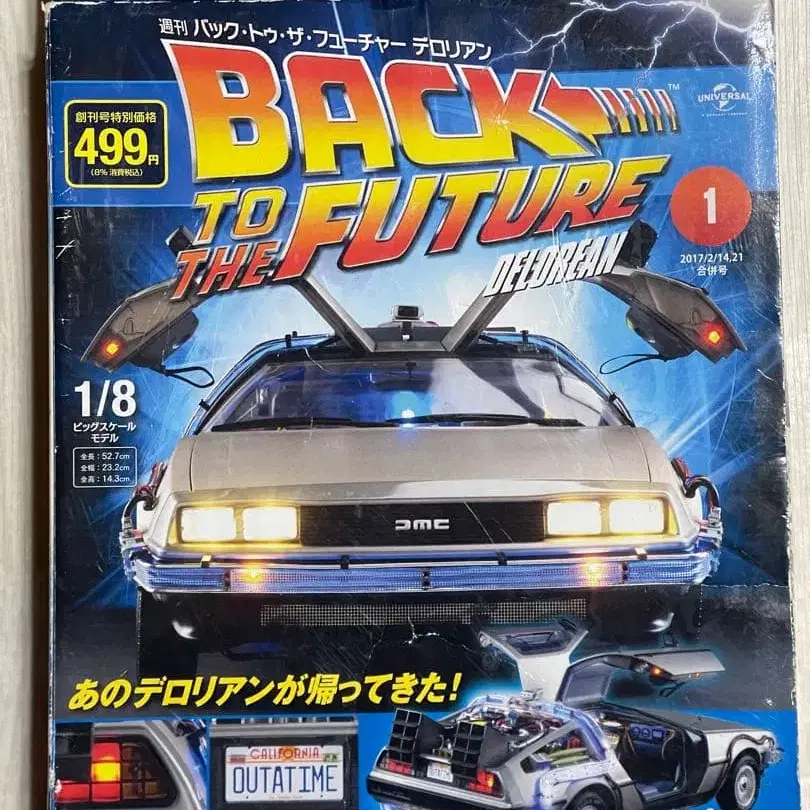 週刊 バック・トゥ・ザ・フューチャー デロリアン
BACK
TO
THE FUTURE
DELOREAN
TM
UNIVERSAL
創刊号特別価格
499円
(8% 消費税込)
1
2017/2/14,21
合併号
1/8
ビッグスケール
モデル
全長:52.7cm
全幅:23.2cm
全高:14.3cm
DMC
あのデロリアンが帰ってきた!
CALIFORNIA
OUTATIME
OUTATIME